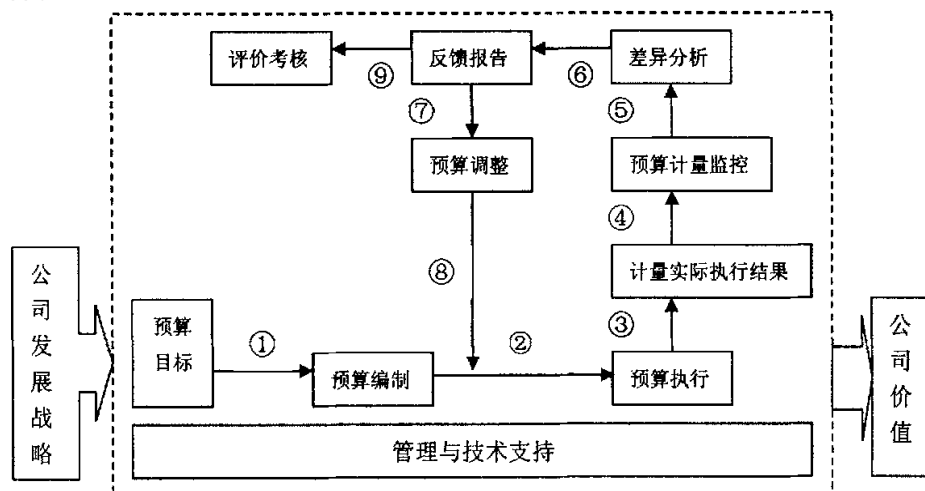 评价考核
⑨
反馈报告
⑥
差异分析
⑦
⑤
预算调整
预算计量监控
④
⑧
计量实际执行结果
公司发展战略
预算
目标
①
②
③
预算编制
预算执行
公司价值
管理与技术支持